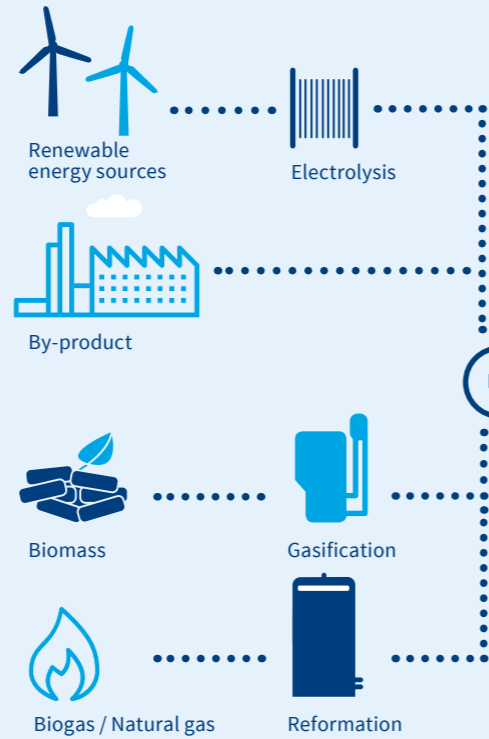 Renewable
energy sources
Electrolysis
By-product
Biomass
Gasification
Biogas / Natural gas
Reformation